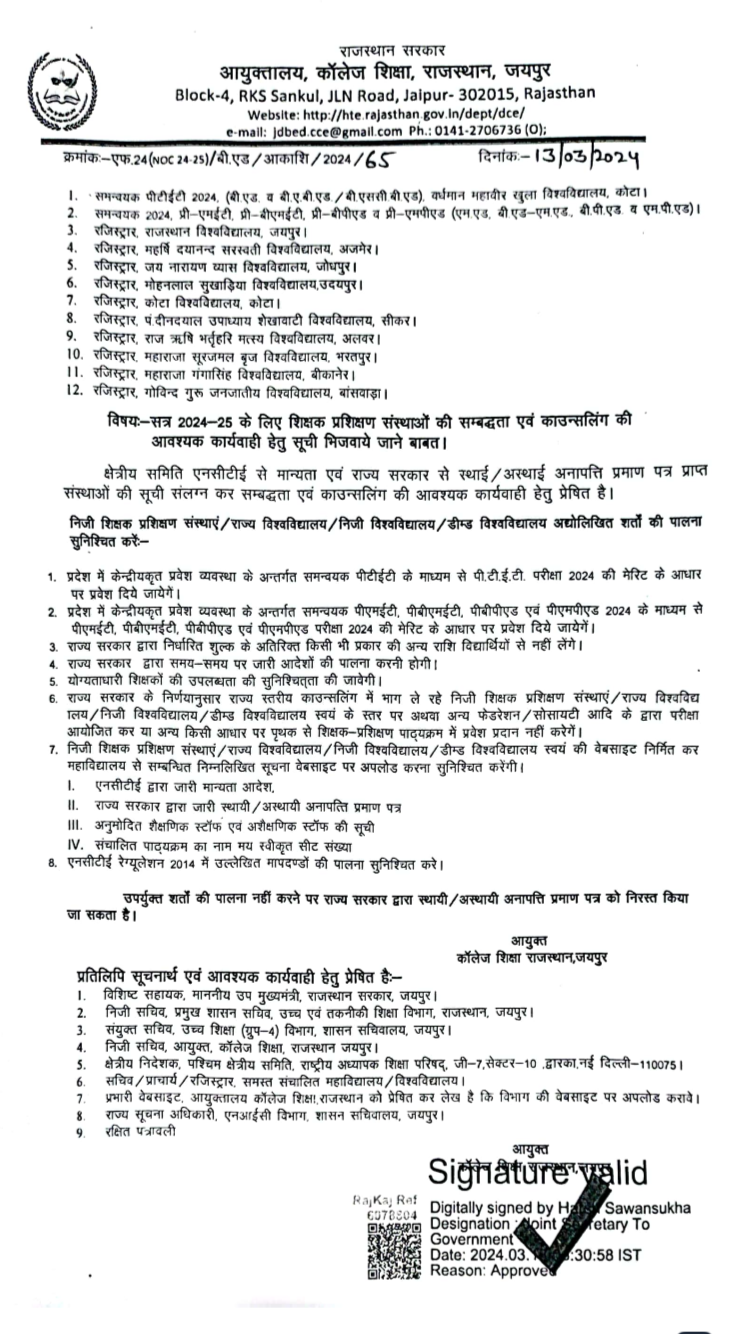 राजस्थान सरकार
आयुक्तालय, कॉलेज शिक्षा, राजस्थान, जयपुर
Block-4, RKS Sankul, JLN Road, Jaipur- 302015, Rajasthan
Website: http://hte.rajasthan.gov.in/dept/dce/
e-mail: jdbed.cce@gmail.com Ph.: 0141-2706736 (O);
क्रमांकः-एफ.24(NOC 24-25)/बी.एड/आकाशि/2024/65 दिनांकः- 13/03/2024
1. समन्वयक पीटीईटी 2024, (बी.एड. व बी.ए.बी.एड./बी.एससी.बी.एड), वर्धमान महावीर खुला विश्वविद्यालय, कोटा।
2. समन्वयक 2024, प्री-एमईटी, प्री-बीएमईटी, प्री-बीपीएड व प्री-एमपीएड (एम.एड, बी.एड-एम.एड., बी.पी.एड. व एम.पी.एड)।
3. रजिस्ट्रार, राजस्थान विश्वविद्यालय, जयपुर।
4. रजिस्ट्रार, महर्षि दयानन्द सरस्वती विश्वविद्यालय, अजमेर।
5. रजिस्ट्रार, जय नारायण व्यास विश्वविद्यालय, जोधपुर।
6. रजिस्ट्रार, मोहनलाल सुखाड़िया विश्वविद्यालय,उदयपुर।
7. रजिस्ट्रार, कोटा विश्वविद्यालय, कोटा।
8. रजिस्ट्रार, पं.दीनदयाल उपाध्याय शेखावाटी विश्वविद्यालय, सीकर।
9. रजिस्ट्रार, राज ऋषि भर्तृहरि मत्स्य विश्वविद्यालय, अलवर।
10. रजिस्ट्रार, महाराजा सूरजमल बृज विश्वविद्यालय, भरतपुर।
11. रजिस्ट्रार, महाराजा गंगासिंह विश्वविद्यालय, बीकानेर।
12. रजिस्ट्रार, गोविन्द गुरू जनजातीय विश्वविद्यालय, बांसवाड़ा।
विषयः-सत्र 2024-25 के लिए शिक्षक प्रशिक्षण संस्थाओं की सम्बद्धता एवं काउन्सलिंग की
आवश्यक कार्यवाही हेतु सूची भिजवाये जाने बाबत।
क्षेत्रीय समिति एनसीटीई से मान्यता एवं राज्य सरकार से स्थाई/अस्थाई अनापत्ति प्रमाण पत्र प्राप्त
संस्थाओं की सूची संलग्न कर सम्बद्धता एवं काउन्सलिंग की आवश्यक कार्यवाही हेतु प्रेषित है।
निजी शिक्षक प्रशिक्षण संस्थाएं/राज्य विश्वविद्यालय/निजी विश्वविद्यालय/डीम्ड विश्वविद्यालय अद्योलिखित शर्तो की पालना
सुनिश्चित करेंः-
1. प्रदेश में केन्द्रीयकृत प्रवेश व्यवस्था के अन्तर्गत समन्वयक पीटीईटी के माध्यम से पी.टी.ई.टी. परीक्षा 2024 की मेरिट के आधार
पर प्रवेश दिये जायेगें।
2. प्रदेश में केन्द्रीयकृत प्रवेश व्यवस्था के अन्तर्गत समन्वयक पीएमईटी, पीबीएमईटी, पीबीपीएड एवं पीएमपीएड 2024 के माध्यम से
पीएमईटी, पीबीएमईटी, पीबीपीएड एवं पीएमपीएड परीक्षा 2024 की मेरिट के आधार पर प्रवेश दिये जायेगें।
3. राज्य सरकार द्वारा निर्धारित शुल्क के अतिरिक्त किसी भी प्रकार की अन्य राशि विद्यार्थियों से नहीं लेंगे।
4. राज्य सरकार द्वारा समय-समय पर जारी आदेशों की पालना करनी होगी।
5. योग्यताधारी शिक्षकों की उपलब्धता की सुनिश्चितता की जावेगी।
6. राज्य सरकार के निर्णयानुसार राज्य स्तरीय काउन्सलिंग में भाग ले रहे निजी शिक्षक प्रशिक्षण संस्थाएं/राज्य विश्वविद्य
ालय/निजी विश्वविद्यालय/डीम्ड विश्वविद्यालय स्वयं के स्तर पर अथवा अन्य फेडरेशन/सोसायटी आदि के द्वारा परीक्षा
आयोजित कर या अन्य किसी आधार पर पृथक से शिक्षक-प्रशिक्षण पाठ्यक्रम में प्रवेश प्रदान नहीं करेगें।
7. निजी शिक्षक प्रशिक्षण संस्थाएं/राज्य विश्वविद्यालय/निजी विश्वविद्यालय/डीम्ड विश्वविद्यालय स्वयं की वेबसाइट निर्मित कर
महाविद्यालय से सम्बन्धित निम्नलिखित सूचना वेबसाइट पर अपलोड करना सुनिश्चित करेंगी।
I. एनसीटीई द्वारा जारी मान्यता आदेश,
II. राज्य सरकार द्वारा जारी स्थायी/अस्थायी अनापत्ति प्रमाण पत्र
III. अनुमोदित शैक्षणिक स्टॉफ एवं अशैक्षणिक स्टॉफ की सूची
IV. संचालित पाठ्यक्रम का नाम मय स्वीकृत सीट संख्या
8. एनसीटीई रेग्यूलेशन 2014 में उल्लेखित मापदण्डों की पालना सुनिश्चित करे।
उपर्युक्त शर्तो की पालना नहीं करने पर राज्य सरकार द्वारा स्थायी/अस्थायी अनापत्ति प्रमाण पत्र को निरस्त किया
जा सकता है।
आयुक्त
कॉलेज शिक्षा राजस्थान,जयपुर
प्रतिलिपि सूचनार्थ एवं आवश्यक कार्यवाही हेतु प्रेषित हैः-
1. विशिष्ट सहायक, माननीय उप मुख्यमंत्री, राजस्थान सरकार, जयपुर।
2. निजी सचिव, प्रमुख शासन सचिव, उच्च एवं तकनीकी शिक्षा विभाग, राजस्थान, जयपुर।
3. संयुक्त सचिव, उच्च शिक्षा (ग्रुप-4) विभाग, शासन सचिवालय, जयपुर।
4. निजी सचिव, आयुक्त, कॉलेज शिक्षा, राजस्थान जयपुर।
5. क्षेत्रीय निदेशक, पश्चिम क्षेत्रीय समिति, राष्ट्रीय अध्यापक शिक्षा परिषद्, जी-7,सेक्टर-10 ,द्वारका,नई दिल्ली-110075।
6. सचिव/प्राचार्य/रजिस्ट्रार, समस्त संचालित महाविद्यालय/विश्वविद्यालय।
7. प्रभारी वेबसाइट, आयुक्तालय कॉलेज शिक्षा,राजस्थान को प्रेषित कर लेख है कि विभाग की वेबसाइट पर अपलोड करावे।
8. राज्य सूचना अधिकारी, एनआईसी विभाग, शासन सचिवालय, जयपुर।
9. रक्षित पत्रावली
आयुक्त
कॉलेज शिक्षा राजस्थान,जयपुर
Signature valid
RajKaj Ref
6078604
Digitally signed by Sawansukha
Designation : Joint Secretary To
Government
Date: 2024.03. :30:58 IST
Reason: Approved